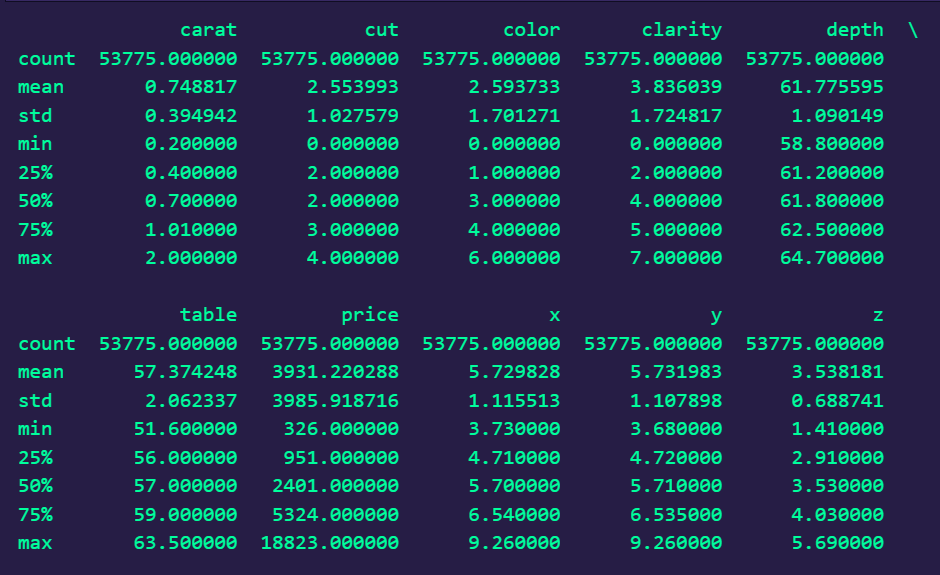 carat cut color clarity depth \
count 53775.000000 53775.000000 53775.000000 53775.000000 53775.000000
mean 0.748817 2.553993 2.593733 3.836039 61.775595
std 0.394942 1.027579 1.701271 1.724817 1.090149
min 0.200000 0.000000 0.000000 0.000000 58.800000
25% 0.400000 2.000000 1.000000 2.000000 61.200000
50% 0.700000 2.000000 3.000000 4.000000 61.800000
75% 1.010000 3.000000 4.000000 5.000000 62.500000
max 2.000000 4.000000 6.000000 7.000000 64.700000
table price x y z
count 53775.000000 53775.000000 53775.000000 53775.000000 53775.000000
mean 57.374248 3931.220288 5.729828 5.731983 3.538181
std 2.062337 3985.918716 1.115513 1.107898 0.688741
min 51.600000 326.000000 3.730000 3.680000 1.410000
25% 56.000000 951.000000 4.710000 4.720000 2.910000
50% 57.000000 2401.000000 5.700000 5.710000 3.530000
75% 59.000000 5324.000000 6.540000 6.535000 4.030000
max 63.500000 18823.000000 9.260000 9.260000 5.690000